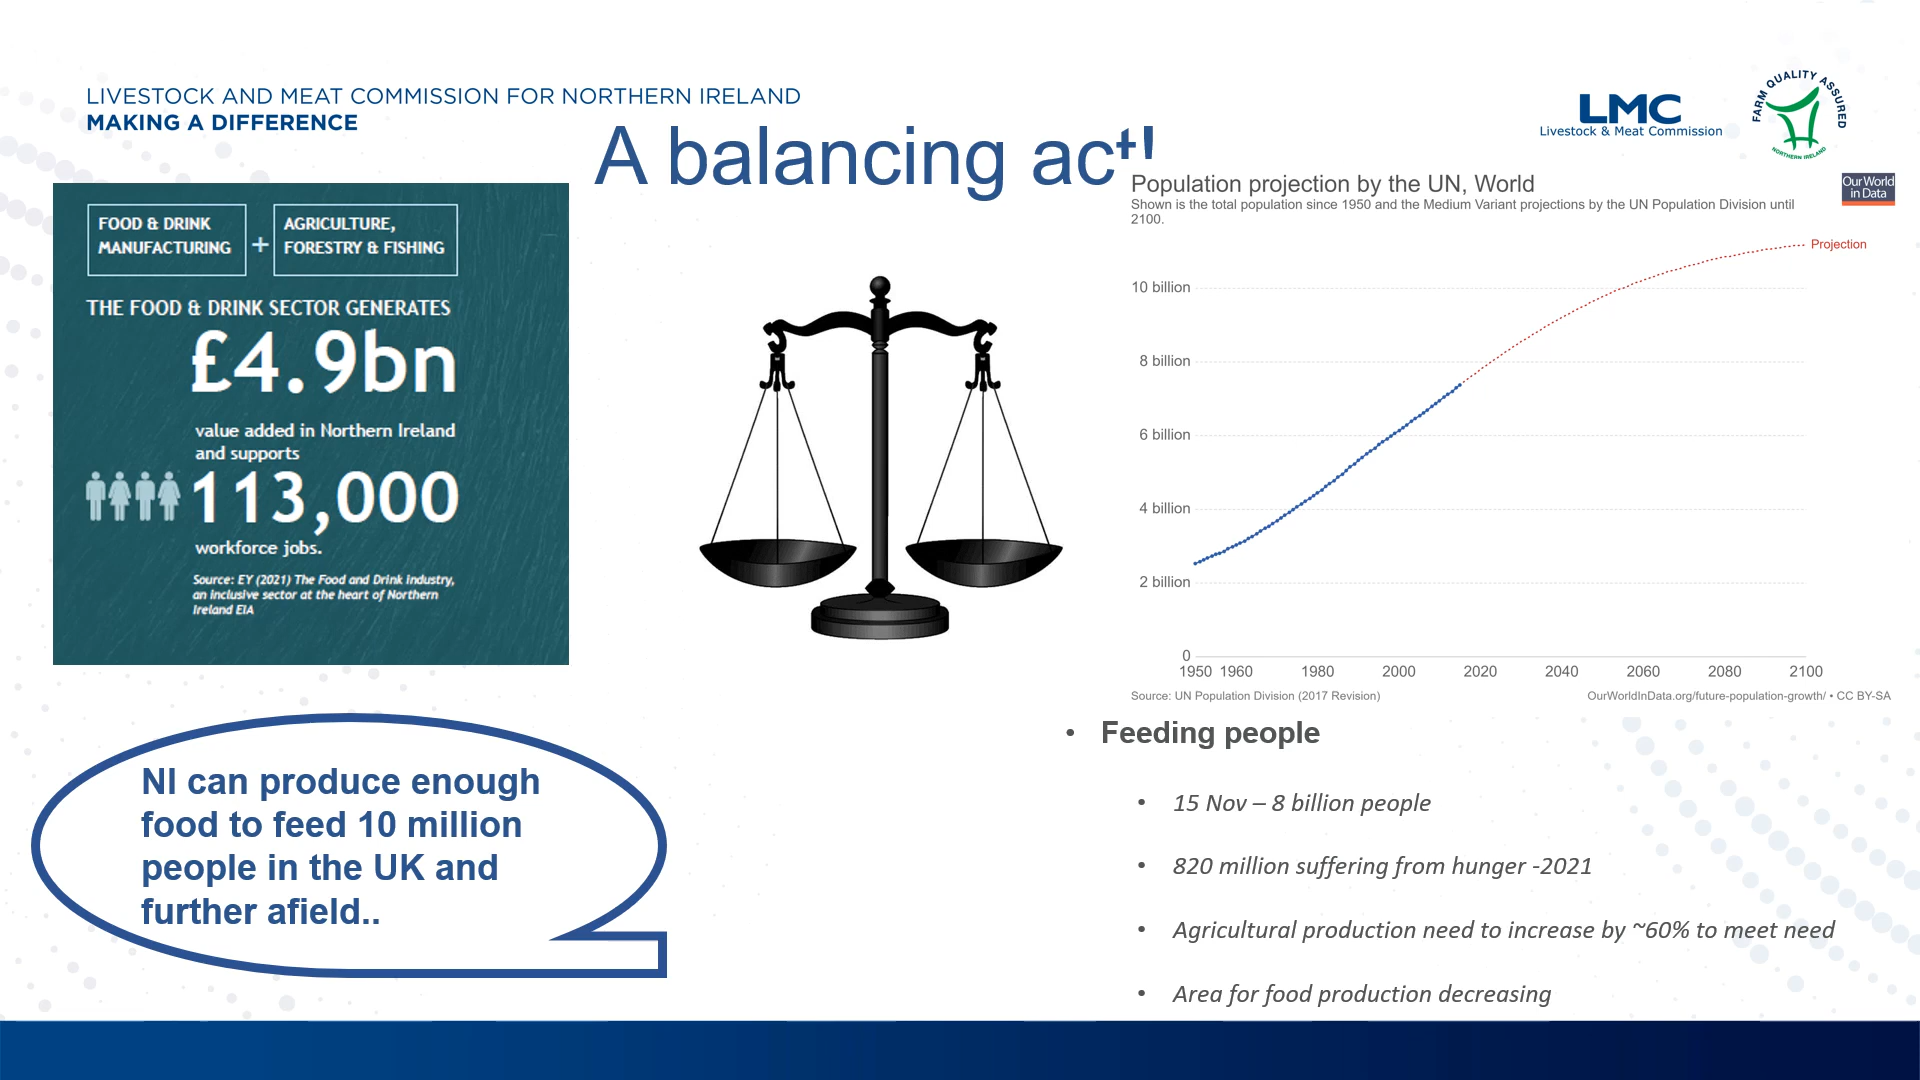 LIVESTOCK AND MEAT COMMISSION FOR NORTHERN IRELAND
MAKING A DIFFERENCE
A balancing act!
LMC
Livestock & Meat Commission
FARM QUALITY ASSURED
NORTHERN IRELAND
FOOD & DRINK
MANUFACTURING
+
AGRICULTURE,
FORESTRY & FISHING
THE FOOD & DRINK SECTOR GENERATES
£4.9bn
value added in Northern Ireland
and supports
113,000
workforce jobs.
Source: EY (2021) The Food and Drink industry,
an inclusive sector at the heart of Northern
Ireland EIA
Population projection by the UN, World
Shown is the total population since 1950 and the Medium Variant projections by the UN Population Division until
2100.
Our World
in Data
Projection
10 billion
8 billion
6 billion
4 billion
2 billion
0
1950 1960 1980 2000 2020 2040 2060 2080 2100
Source: UN Population Division (2017 Revision)
OurWorldInData.org/future-population-growth/ • CC BY-SA
NI can produce enough
food to feed 10 million
people in the UK and
further afield..
• Feeding people
• 15 Nov – 8 billion people
• 820 million suffering from hunger -2021
• Agricultural production need to increase by ~60% to meet need
• Area for food production decreasing